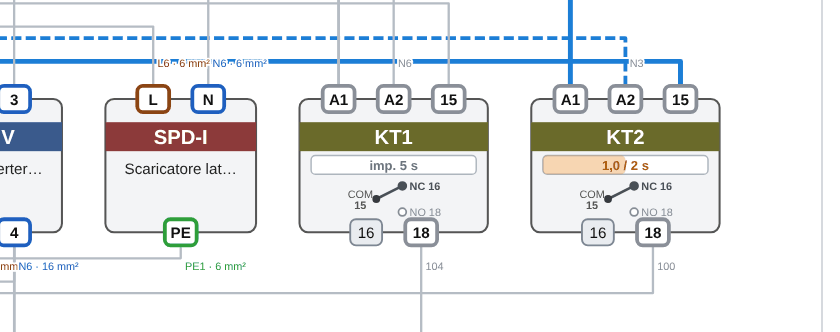 L6 · 6 mm² N6 · 6 mm²
N6
N3
3
L
N
A1
A2
15
A1
A2
15
V
SPD-I
KT1
KT2
erter…
Scaricatore lat…
imp. 5 s
1,0 / 2 s
COM
15
NC 16
NO 18
COM
15
NC 16
NO 18
4
PE
16
18
16
18
mm N6 · 16 mm²
PE1 · 6 mm²
104
100